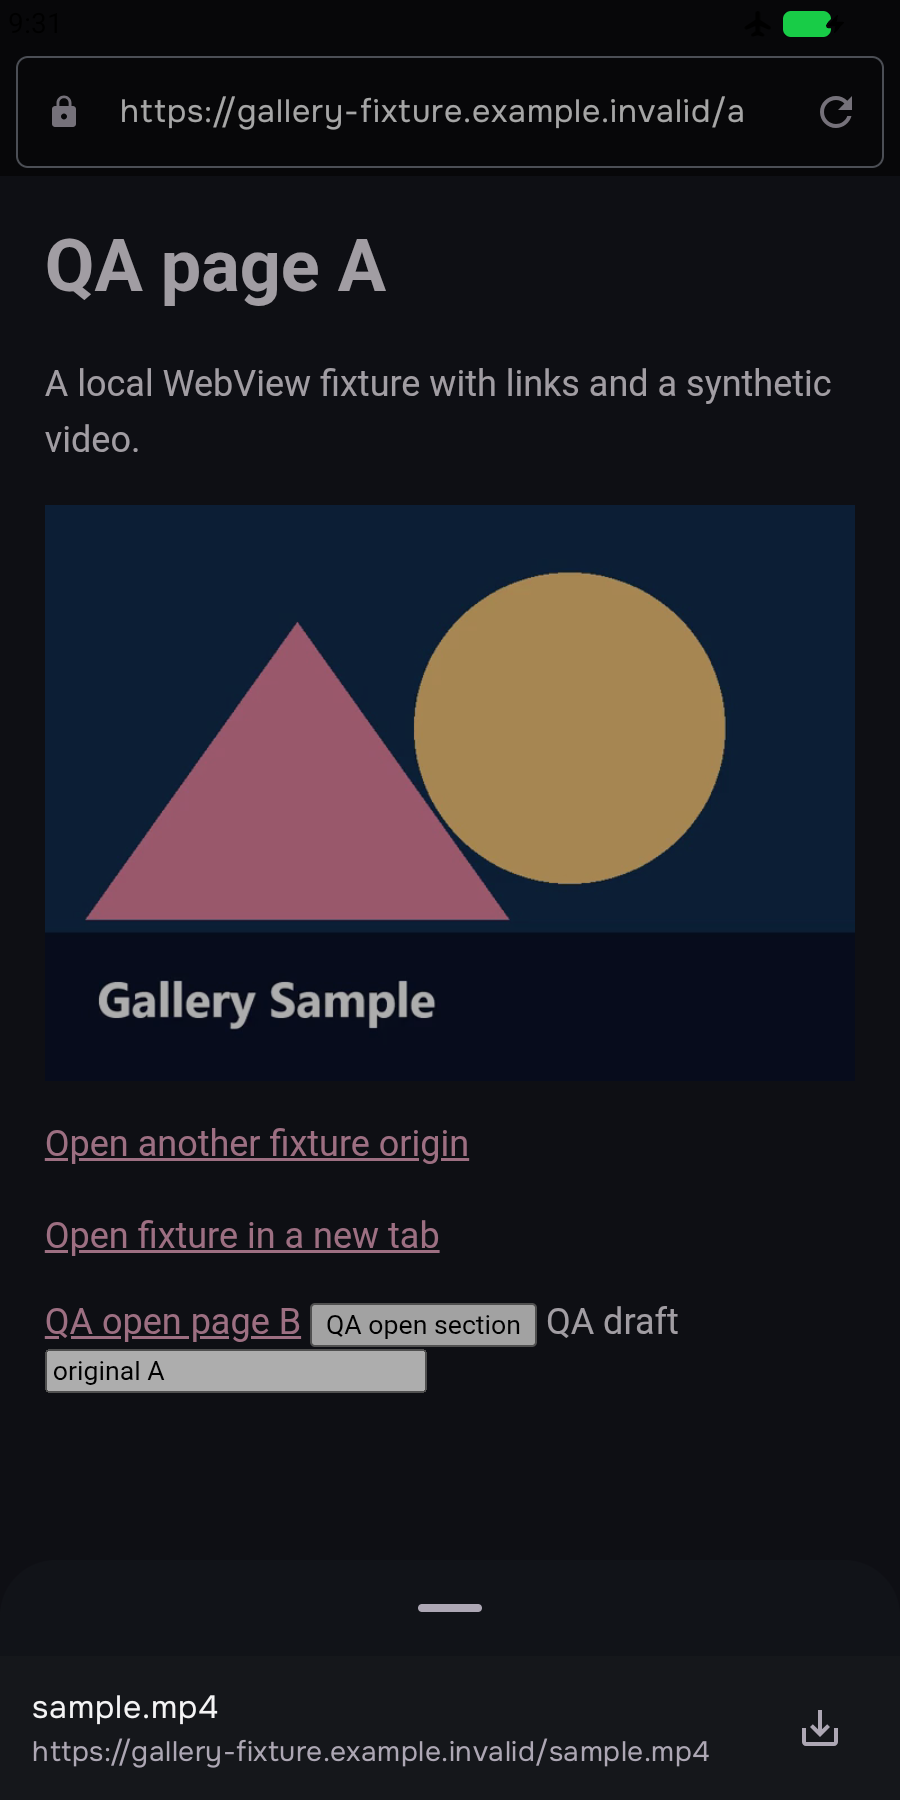 9:31
https://gallery-fixture.example.invalid/a
QA page A
A local WebView fixture with links and a synthetic
video.
Gallery Sample
Open another fixture origin
Open fixture in a new tab
QA open page B QA open section QA draft
original A
sample.mp4
https://gallery-fixture.example.invalid/sample.mp4